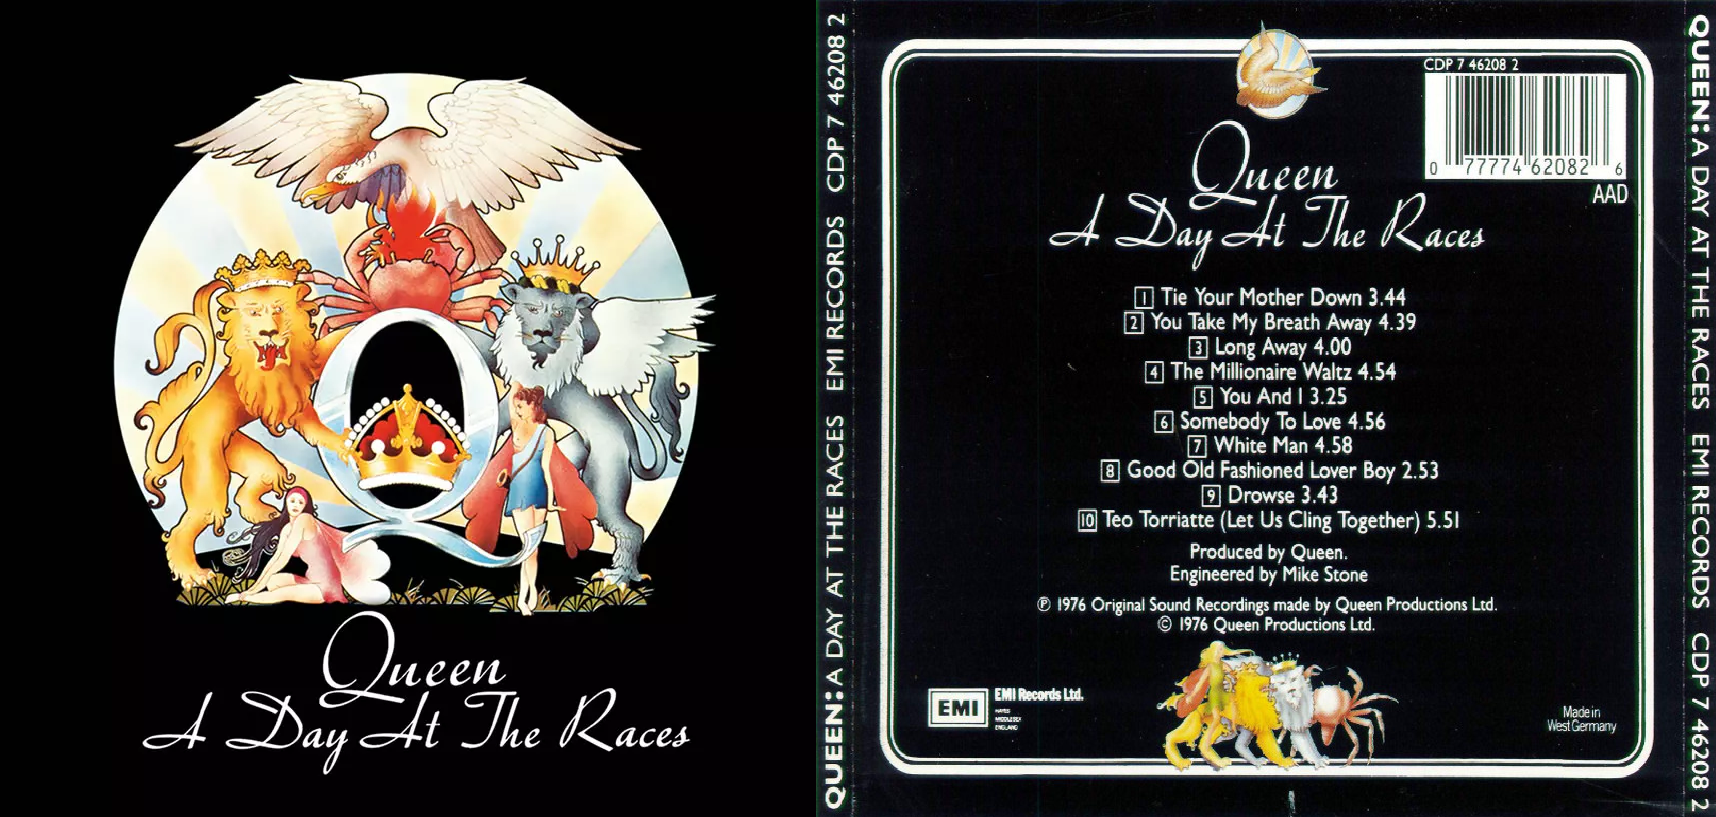 Queen
A Day At The Races
QUEEN: A DAY AT THE RACES EMI RECORDS CDP 7 46208 2
CDP 7 46208 2
0 77774 62082 6
AAD
Queen
A Day At The Races
1 Tie Your Mother Down 3.44
2 You Take My Breath Away 4.39
3 Long Away 4.00
4 The Millionaire Waltz 4.54
5 You And I 3.25
6 Somebody To Love 4.56
7 White Man 4.58
8 Good Old Fashioned Lover Boy 2.53
9 Drowse 3.43
10 Teo Torriatte (Let Us Cling Together) 5.51
Produced by Queen.
Engineered by Mike Stone
℗ 1976 Original Sound Recordings made by Queen Productions Ltd.
© 1976 Queen Productions Ltd.
EMI
EMI Records Ltd.
HAYES
MIDDLESEX
ENGLAND
Made in
West Germany
QUEEN: A DAY AT THE RACES EMI RECORDS CDP 7 46208 2